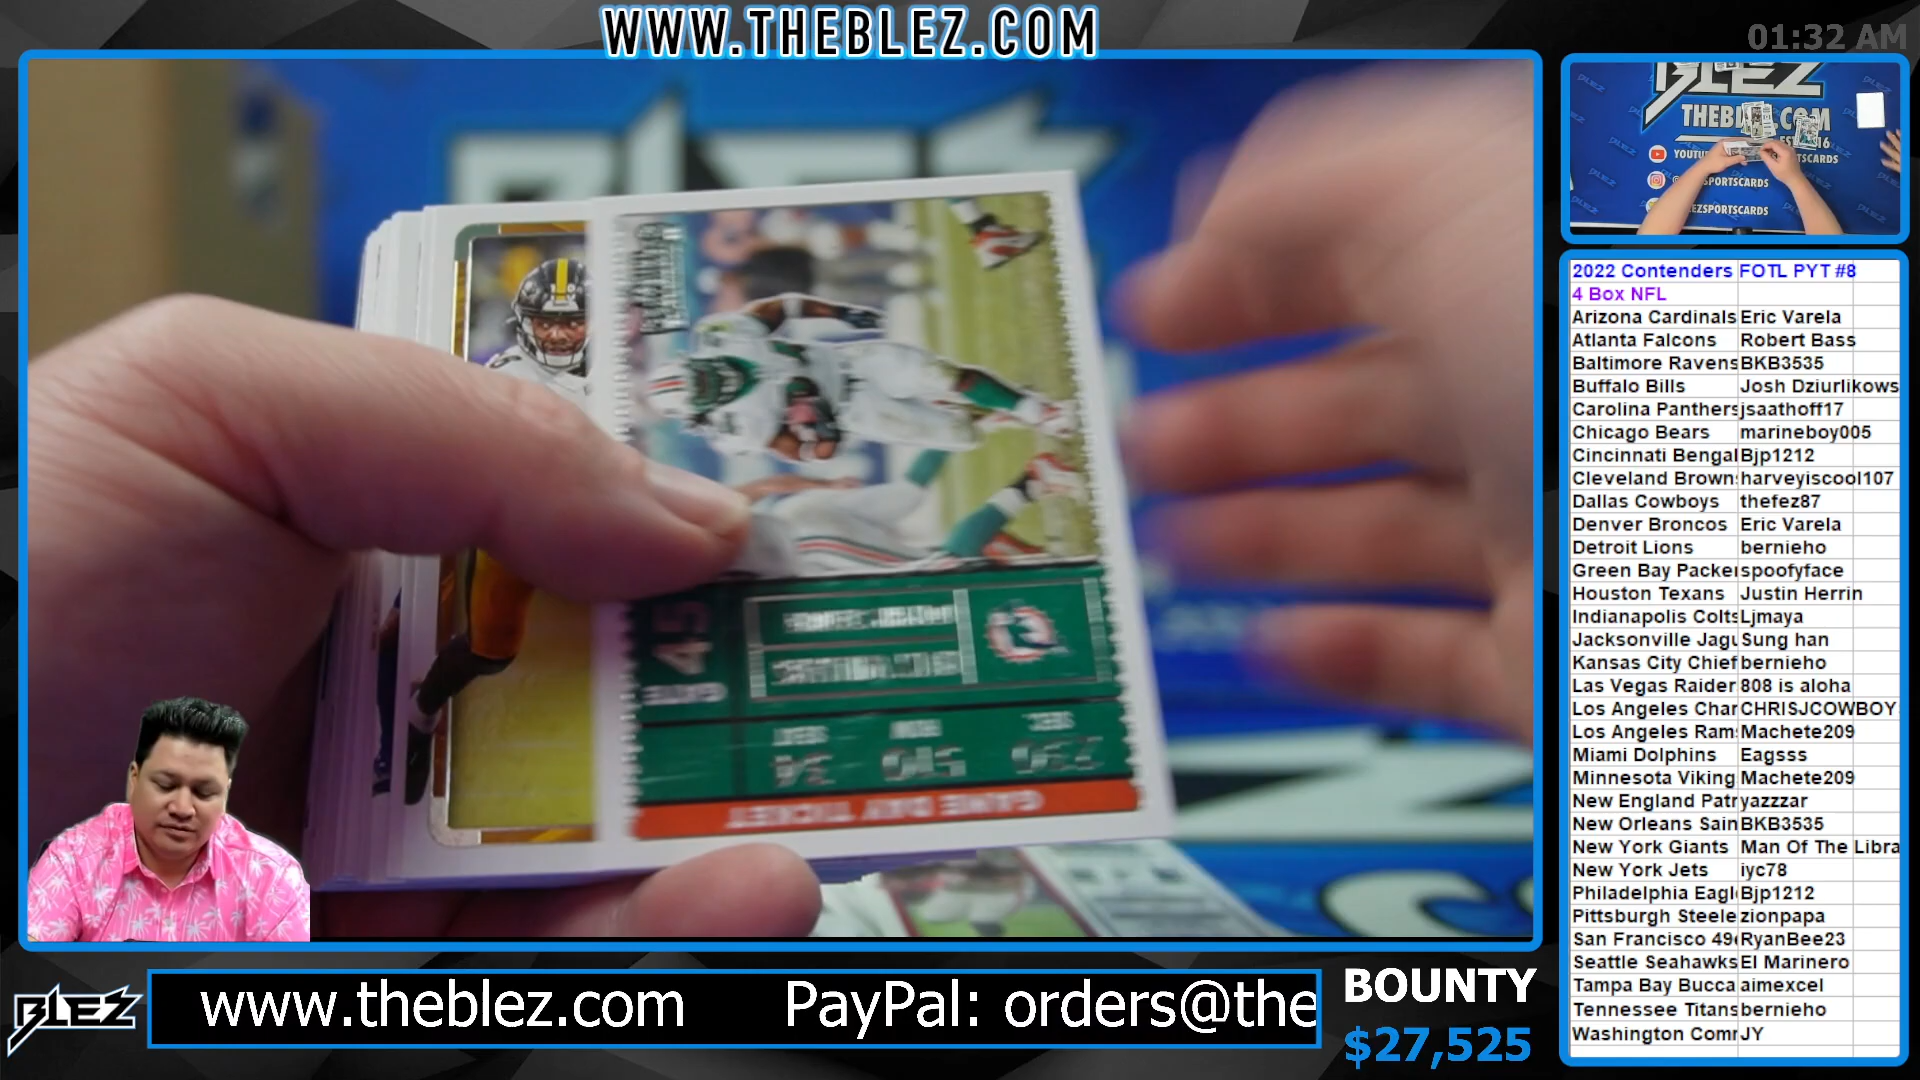 WWW.THEBLEZ.COM
01:32 AM
BLEZ
2022 Contenders FOTL PYT #8
4 Box NFL
Arizona Cardinals Eric Varela
Atlanta Falcons Robert Bass
Baltimore Ravens BKB3535
Buffalo Bills Josh Dziurlikows
Carolina Panthers jsaathoff17
Chicago Bears marineboy005
Cincinnati Bengal Bjp1212
Cleveland Brown harveyiscool107
Dallas Cowboys thefez87
Denver Broncos Eric Varela
Detroit Lions bernieho
Green Bay Packe spoofyface
Houston Texans Justin Herrin
Indianapolis Colts Ljmaya
Jacksonville Jagu Sung han
Kansas City Chief bernieho
Las Vegas Raider 808 is aloha
Los Angeles Char CHRISJCOWBOY
Los Angeles Ram Machete209
Miami Dolphins Eagsss
Minnesota Viking Machete209
New England Patr yazzzar
New Orleans Sain BKB3535
New York Giants Man Of The Libra
New York Jets iyc78
Philadelphia Eagl Bjp1212
Pittsburgh Steele zionpapa
San Francisco 49 RyanBee23
Seattle Seahawks El Marinero
Tampa Bay Bucca aimexcel
Tennessee Titans bernieho
Washington Com JY
GAME DAY TICKET
BLEZ
www.theblez.com PayPal: orders@the
BOUNTY
$27,525